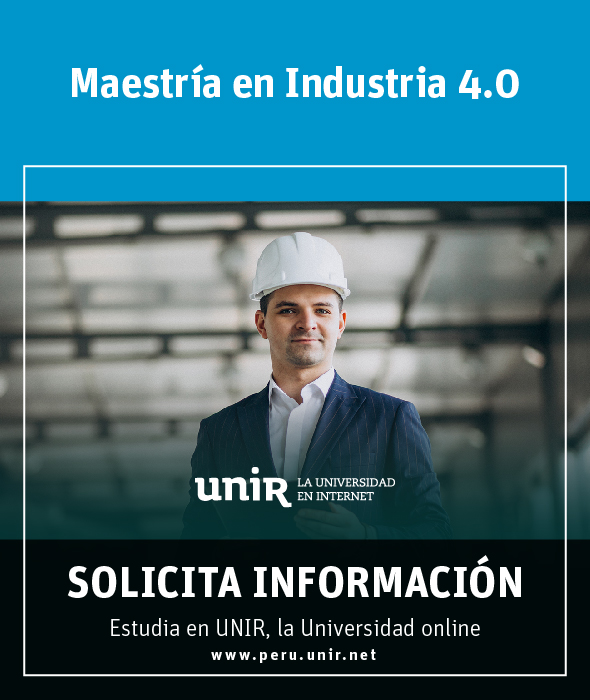 Maestría en Industria 4.0
unir LA UNIVERSIDAD
EN INTERNET
SOLICITA INFORMACIÓN
Estudia en UNIR, la Universidad online
www.peru.unir.net